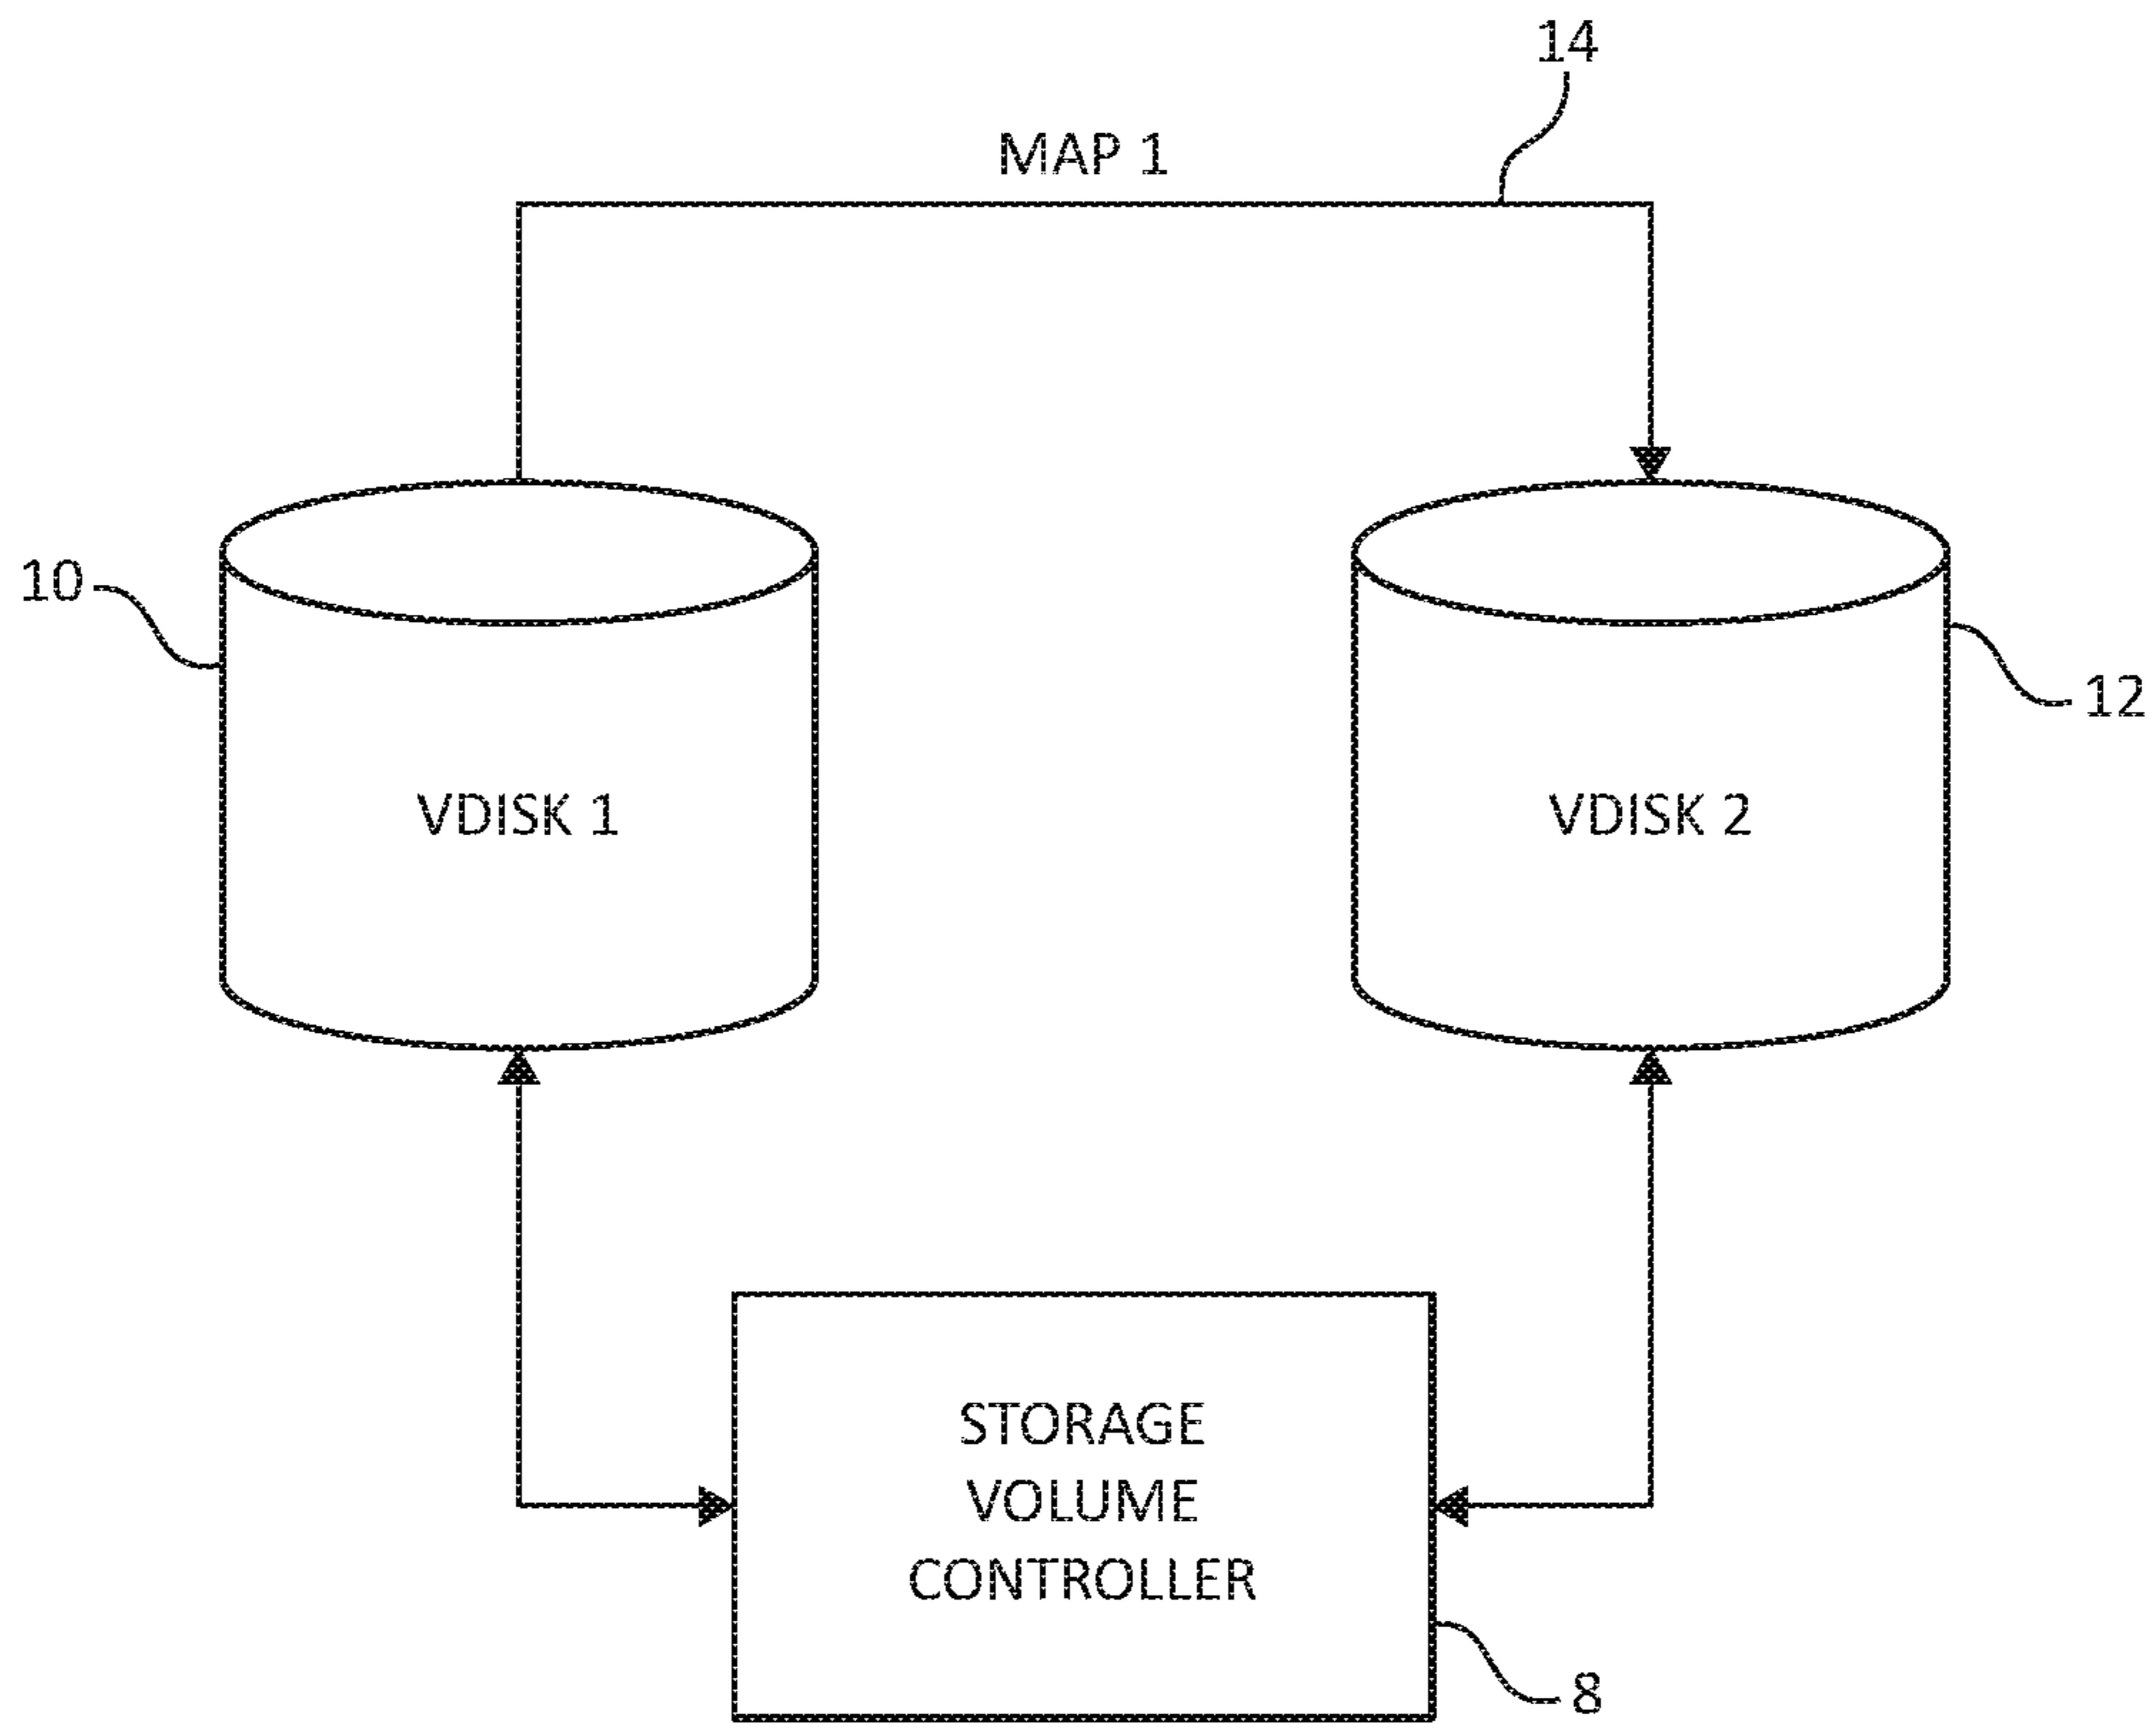 14
MAP 1
10
12
VDISK 1
VDISK 2
STORAGE
VOLUME
CONTROLLER
8